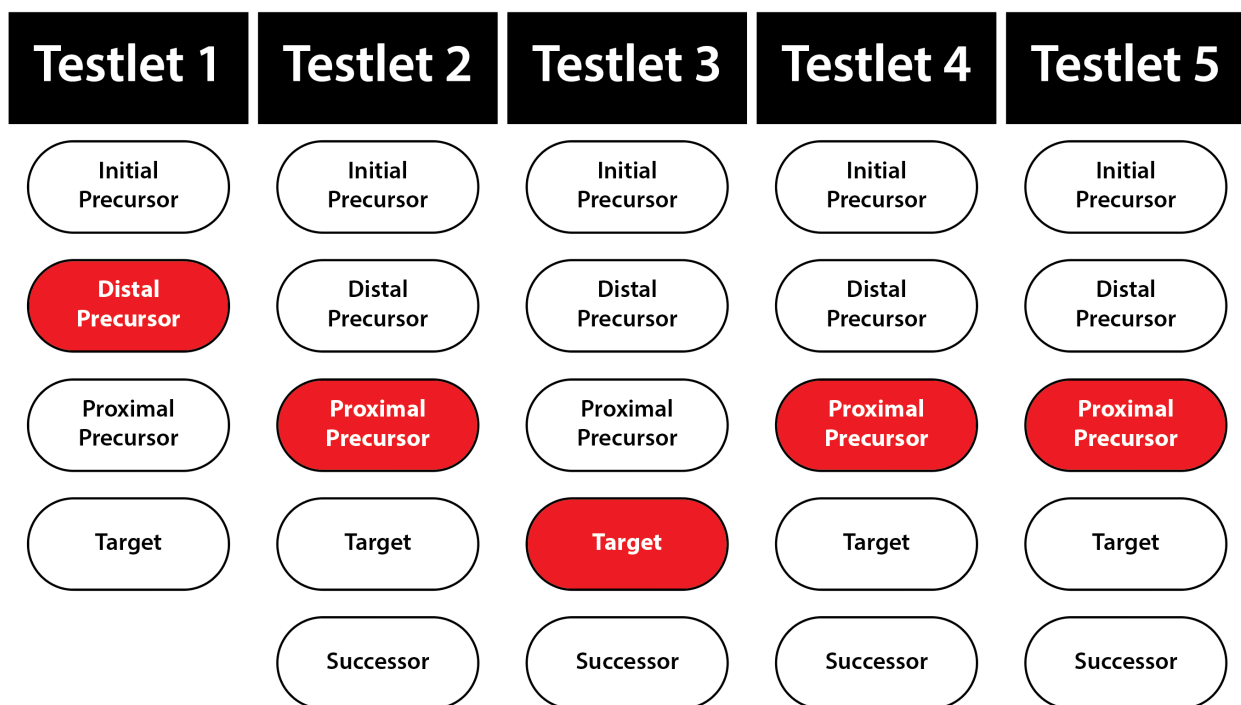 Testlet 1
Testlet 2
Testlet 3
Testlet 4
Testlet 5
Initial
Precursor
Initial
Precursor
Initial
Precursor
Initial
Precursor
Initial
Precursor
Distal
Precursor
Distal
Precursor
Distal
Precursor
Distal
Precursor
Distal
Precursor
Proximal
Precursor
Proximal
Precursor
Proximal
Precursor
Proximal
Precursor
Proximal
Precursor
Target
Target
Target
Target
Target
Successor
Successor
Successor
Successor